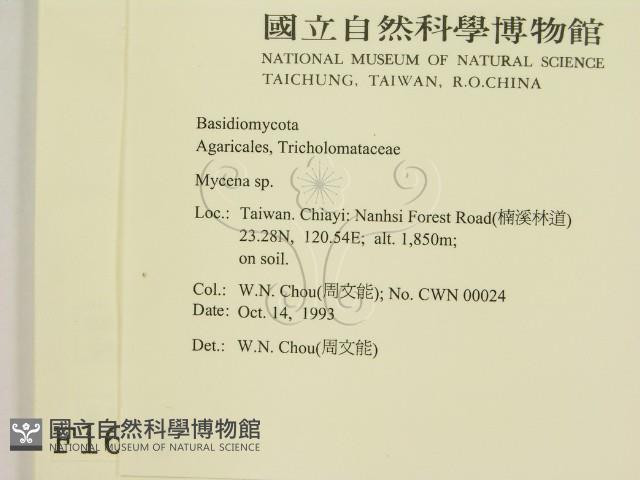 國立自然科學博物館
NATIONAL MUSEUM OF NATURAL SCIENCE
TAICHUNG, TAIWAN, R.O.CHINA
Basidiomycota
Agaricales, Tricholomataceae
Mycena sp.
Loc.: Taiwan. Chiayi: Nanhsi Forest Road(楠溪林道)
23.28N, 120.54E; alt. 1,850m;
on soil.
Col.: W.N. Chou(周文能); No. CWN 00024
Date: Oct. 14, 1993
Det.: W.N. Chou(周文能)
國立自然科學博物館
NATIONAL MUSEUM OF NATURAL SCIENCE